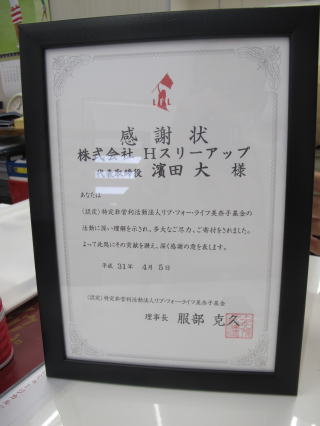 感謝状
株式会社 Hスリーアップ
代表取締役 濱田 大 様
あなたは
(認定)特定非営利活動法人リブ・フォー・ライフ美奈子基金の
活動に深い理解を示され、多大なご尽力、ご寄付をされました。
よって此処にその貢献を讃え、深く感謝の意を表します。
平成 31年 4月 5日
(認定)特定非営利活動法人リブ・フォー・ライフ美奈子基金
理事長 服部 克久